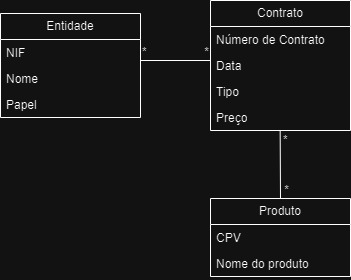 Entidade
NIF
Nome
Papel
*
*
Contrato
Número de Contrato
Data
Tipo
Preço
*
*
Produto
CPV
Nome do produto